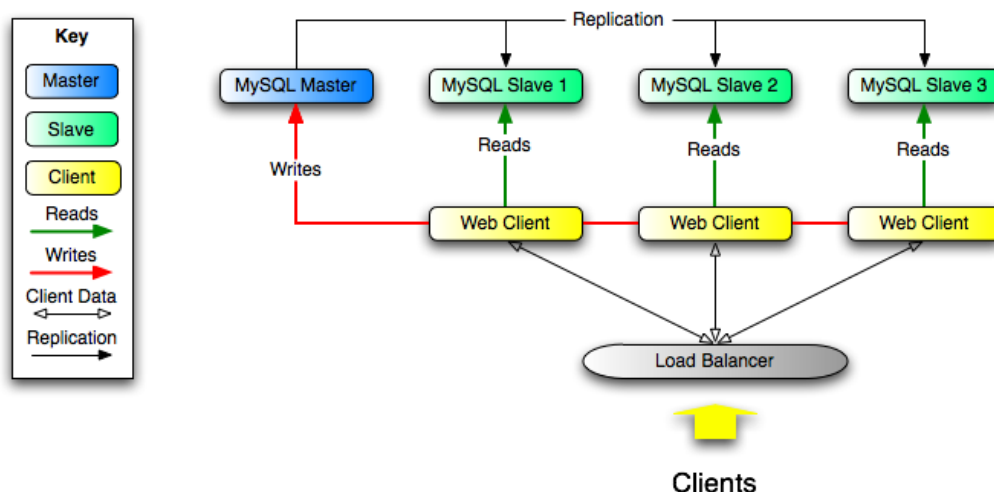 Key
Master
Slave
Client
Reads
Writes
Client Data
Replication
Replication
MySQL Master
MySQL Slave 1
MySQL Slave 2
MySQL Slave 3
Writes
Reads
Reads
Reads
Web Client
Web Client
Web Client
Load Balancer
Clients